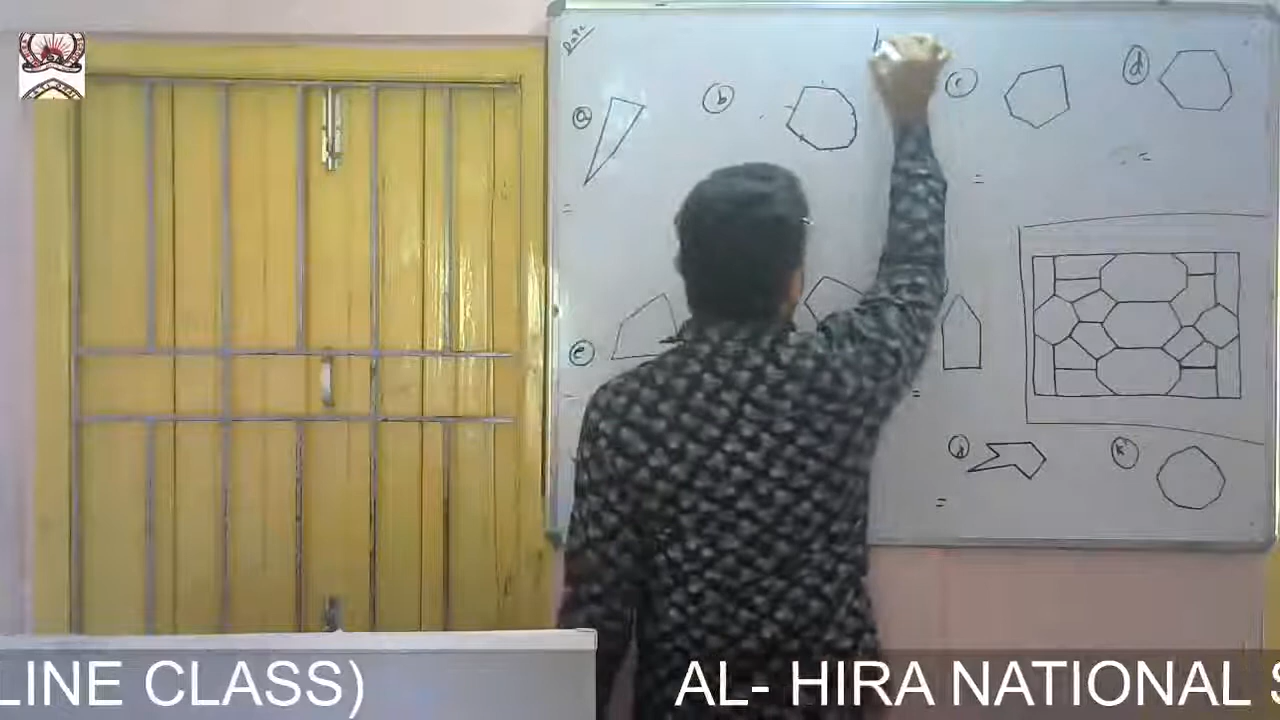 Date
b
a
b
c
d
=
=
=
e
=
=
j
k
=
LINE CLASS)
AL- HIRA NATIONAL S